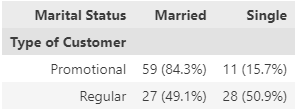 Marital Status Married Single
Type of Customer
Promotional 59 (84.3%) 11 (15.7%)
Regular 27 (49.1%) 28 (50.9%)